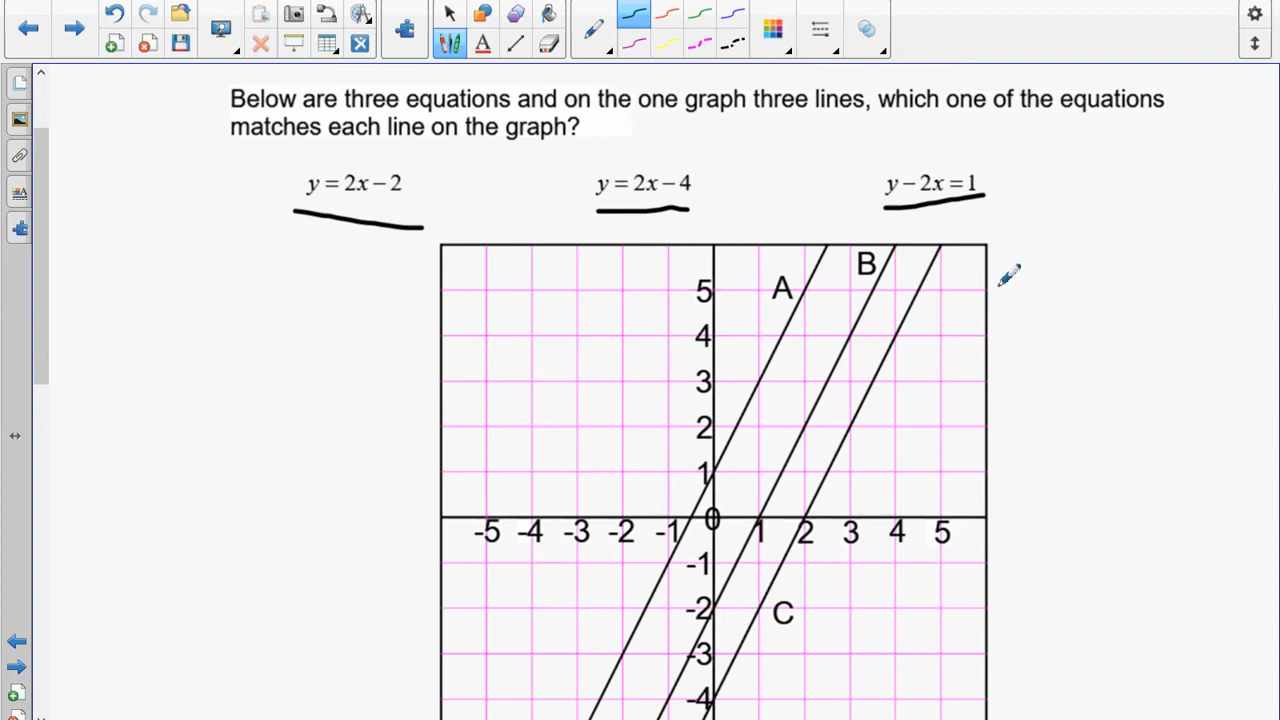 Below are three equations and on the one graph three lines, which one of the equations
matches each line on the graph?
y = 2x − 2
y = 2x − 4
y − 2x = 1
A
B
5
4
3
2
1
-5 -4 -3 -2 -1 0 1 2 3 4 5
-1
-2
C
-3
-4